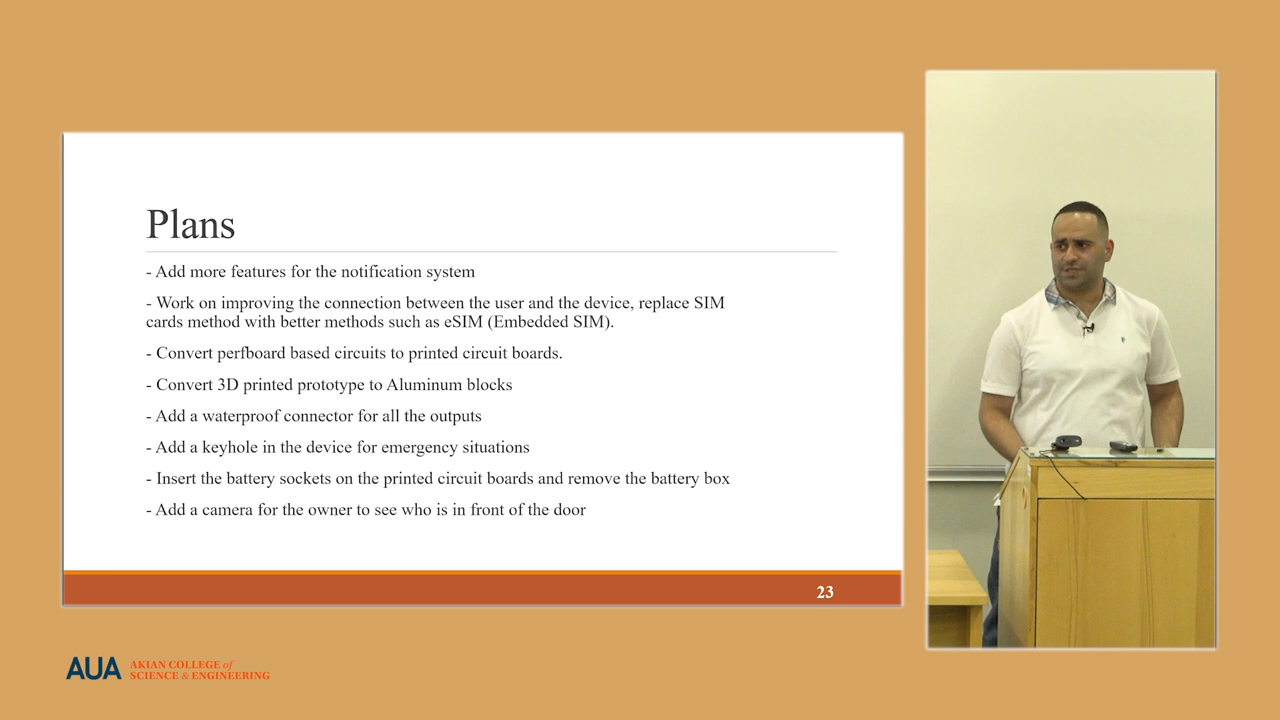 Plans
- Add more features for the notification system
- Work on improving the connection between the user and the device, replace SIM
cards method with better methods such as eSIM (Embedded SIM).
- Convert perfboard based circuits to printed circuit boards.
- Convert 3D printed prototype to Aluminum blocks
- Add a waterproof connector for all the outputs
- Add a keyhole in the device for emergency situations
- Insert the battery sockets on the printed circuit boards and remove the battery box
- Add a camera for the owner to see who is in front of the door
23
AUA
AKIAN COLLEGE of
SCIENCE & ENGINEERING